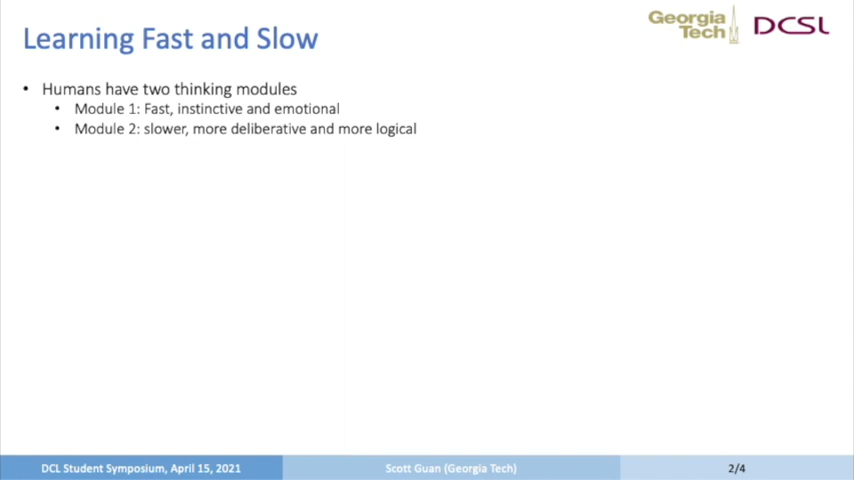 Learning Fast and Slow
Georgia
Tech
DCSL
• Humans have two thinking modules
• Module 1: Fast, instinctive and emotional
• Module 2: slower, more deliberative and more logical
DCL Student Symposium, April 15, 2021
Scott Guan (Georgia Tech)
2/4